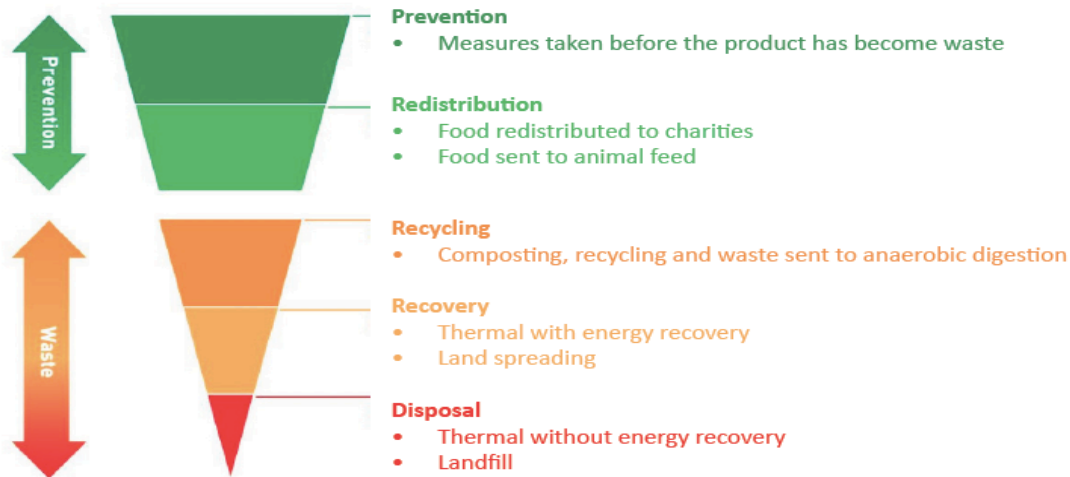 Prevention
Prevention
• Measures taken before the product has become waste
Redistribution
• Food redistributed to charities
• Food sent to animal feed
Waste
Recycling
• Composting, recycling and waste sent to anaerobic digestion
Recovery
• Thermal with energy recovery
• Land spreading
Disposal
• Thermal without energy recovery
• Landfill